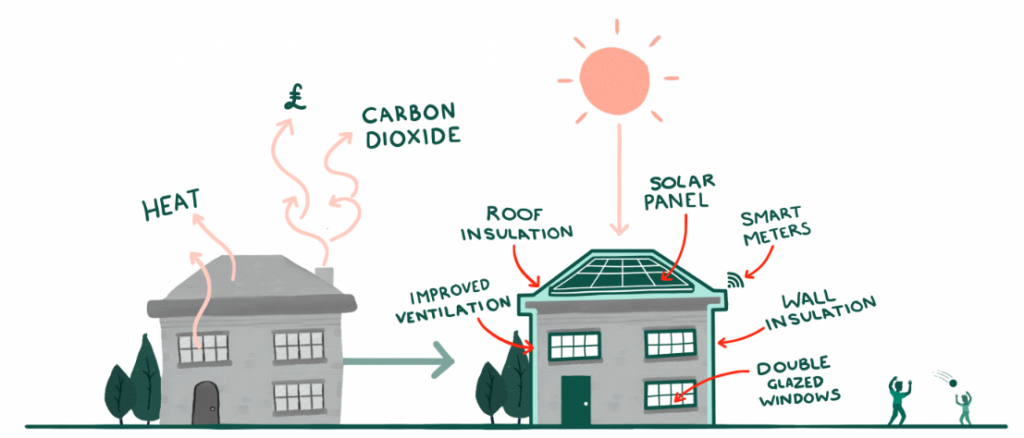 £
CARBON
DIOXIDE
HEAT
SOLAR
PANEL
ROOF
INSULATION
SMART
METERS
IMPROVED
VENTILATION
WALL
INSULATION
DOUBLE
GLAZED
WINDOWS